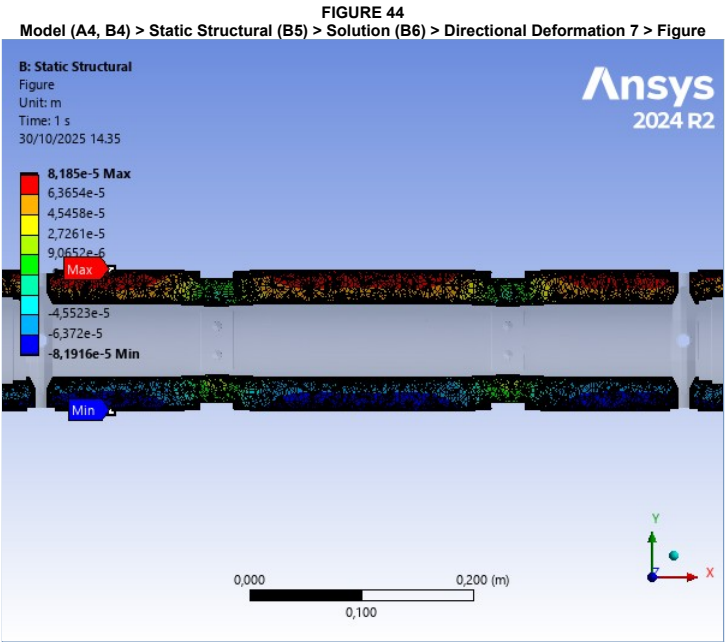 FIGURE 44
Model (A4, B4) > Static Structural (B5) > Solution (B6) > Directional Deformation 7 > Figure
B: Static Structural
Figure
Unit: m
Time: 1 s
30/10/2025 14.35
Ansys
2024 R2
8,185e-5 Max
6,3654e-5
4,5458e-5
2,7261e-5
9,0652e-6
Max
-4,5523e-5
-6,372e-5
-8,1916e-5 Min
Min
Y
Z
X
0,000
0,200 (m)
0,100